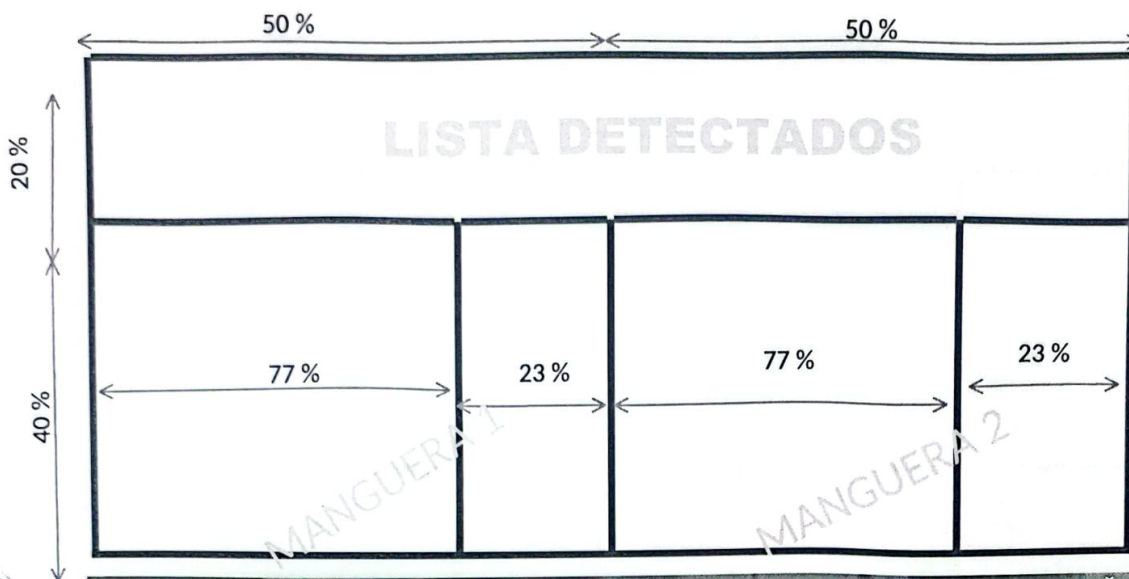 50 %
50 %
20 %
LISTA DETECTADOS
40 %
77 %
23 %
77 %
23 %
MANGUERA 1
MANGUERA 2